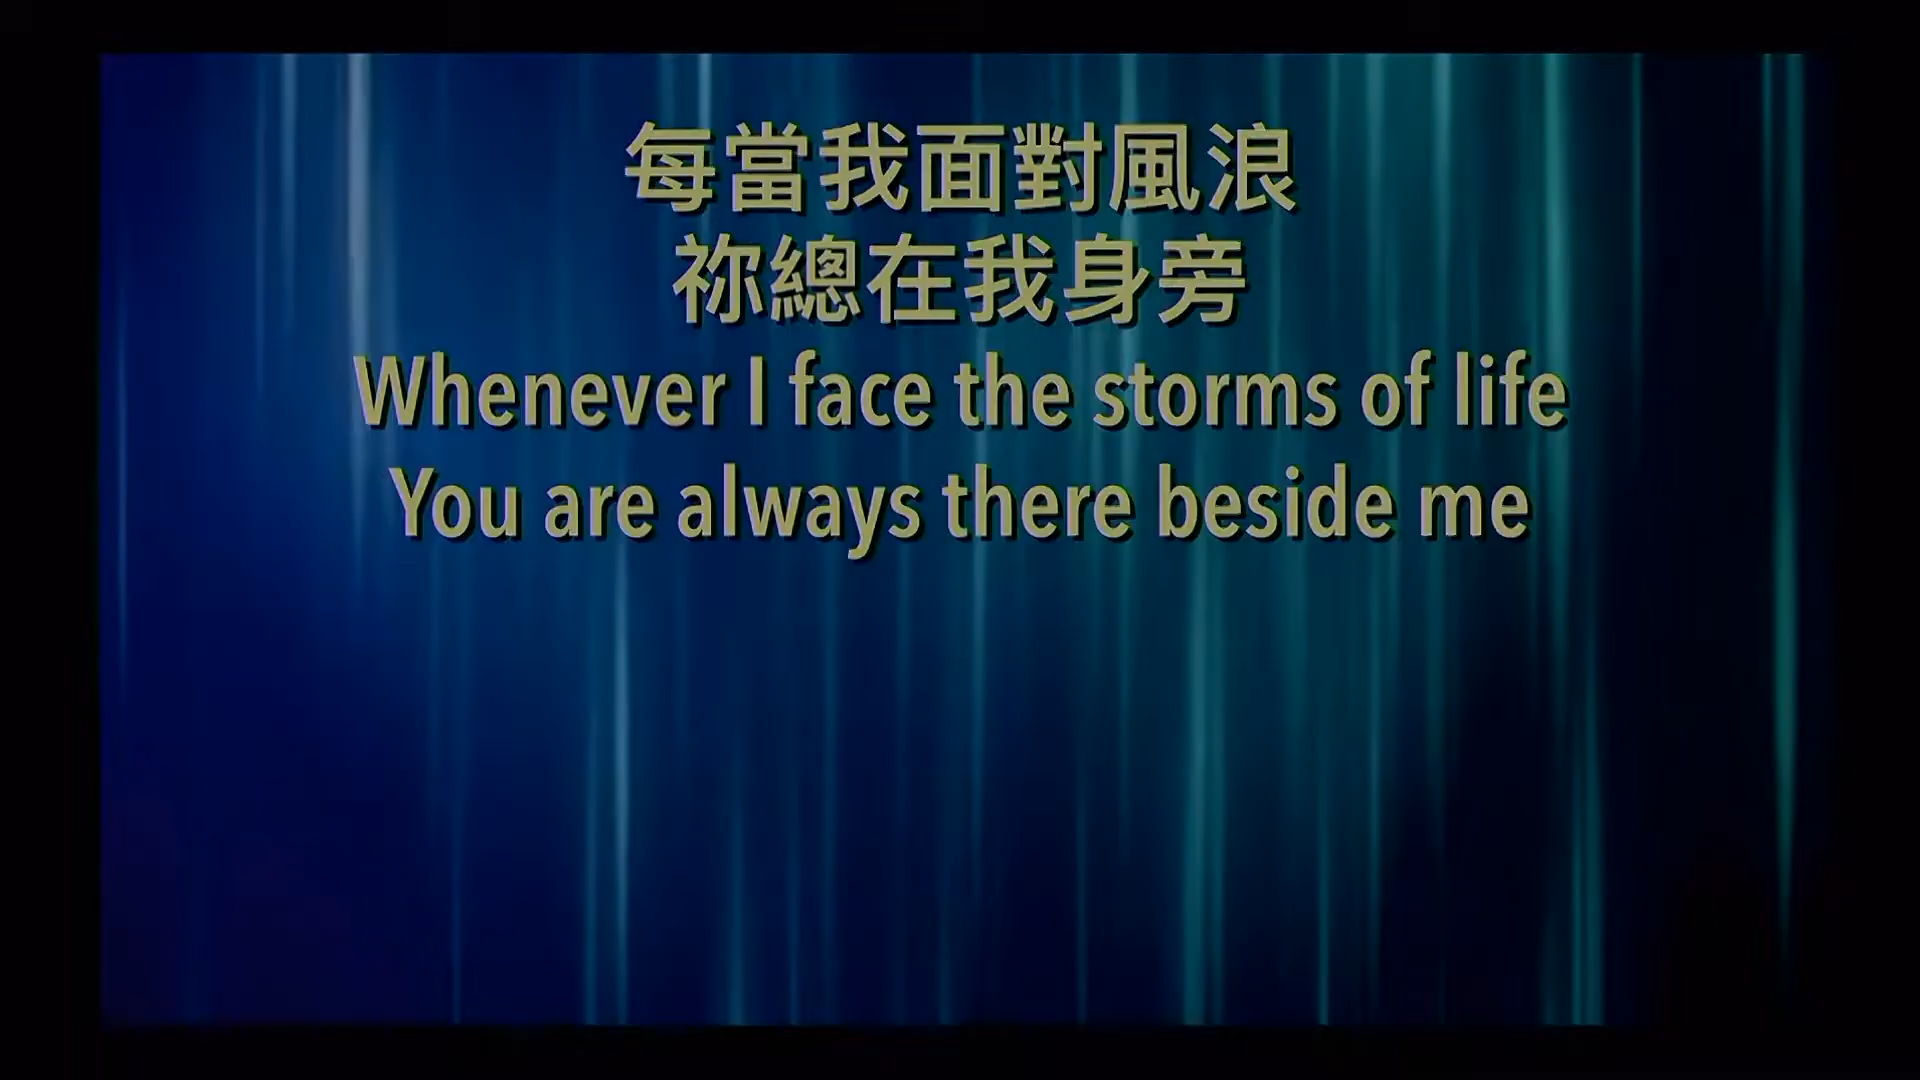 每當我面對風浪
祢總在我身旁
Whenever I face the storms of life
You are always there beside me